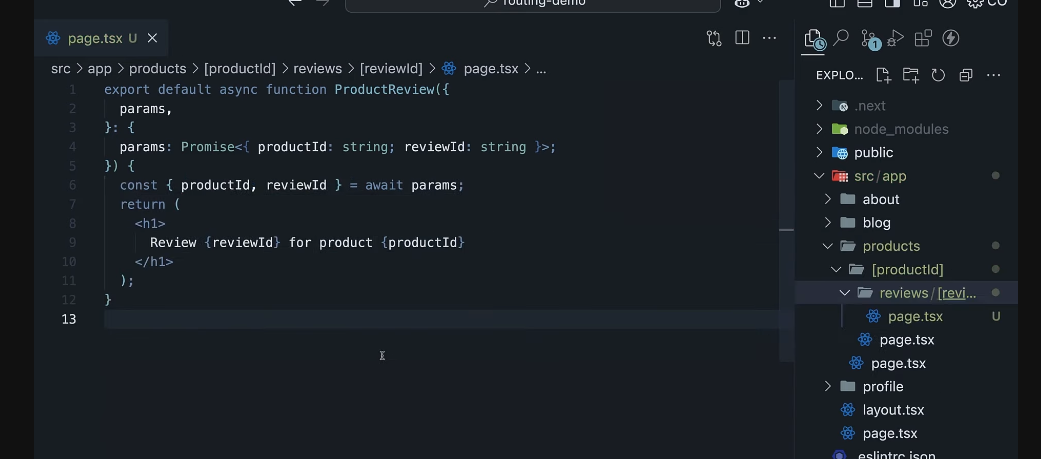 routing-demo
page.tsx U
src > app > products > [productId] > reviews > [reviewId] > page.tsx > ...
1 export default async function ProductReview({
2 params,
3 }: {
4 params: Promise<{ productId: string; reviewId: string }>;
5 }) {
6 const { productId, reviewId } = await params;
7 return (
8 <h1>
9 Review {reviewId} for product {productId}
10 </h1>
11 );
12 }
13
1
EXPLO...
.next
node_modules
public
src/app
about
blog
products
[productId]
reviews/[revi...
page.tsx U
page.tsx
page.tsx
profile
layout.tsx
page.tsx
eslintrc.json